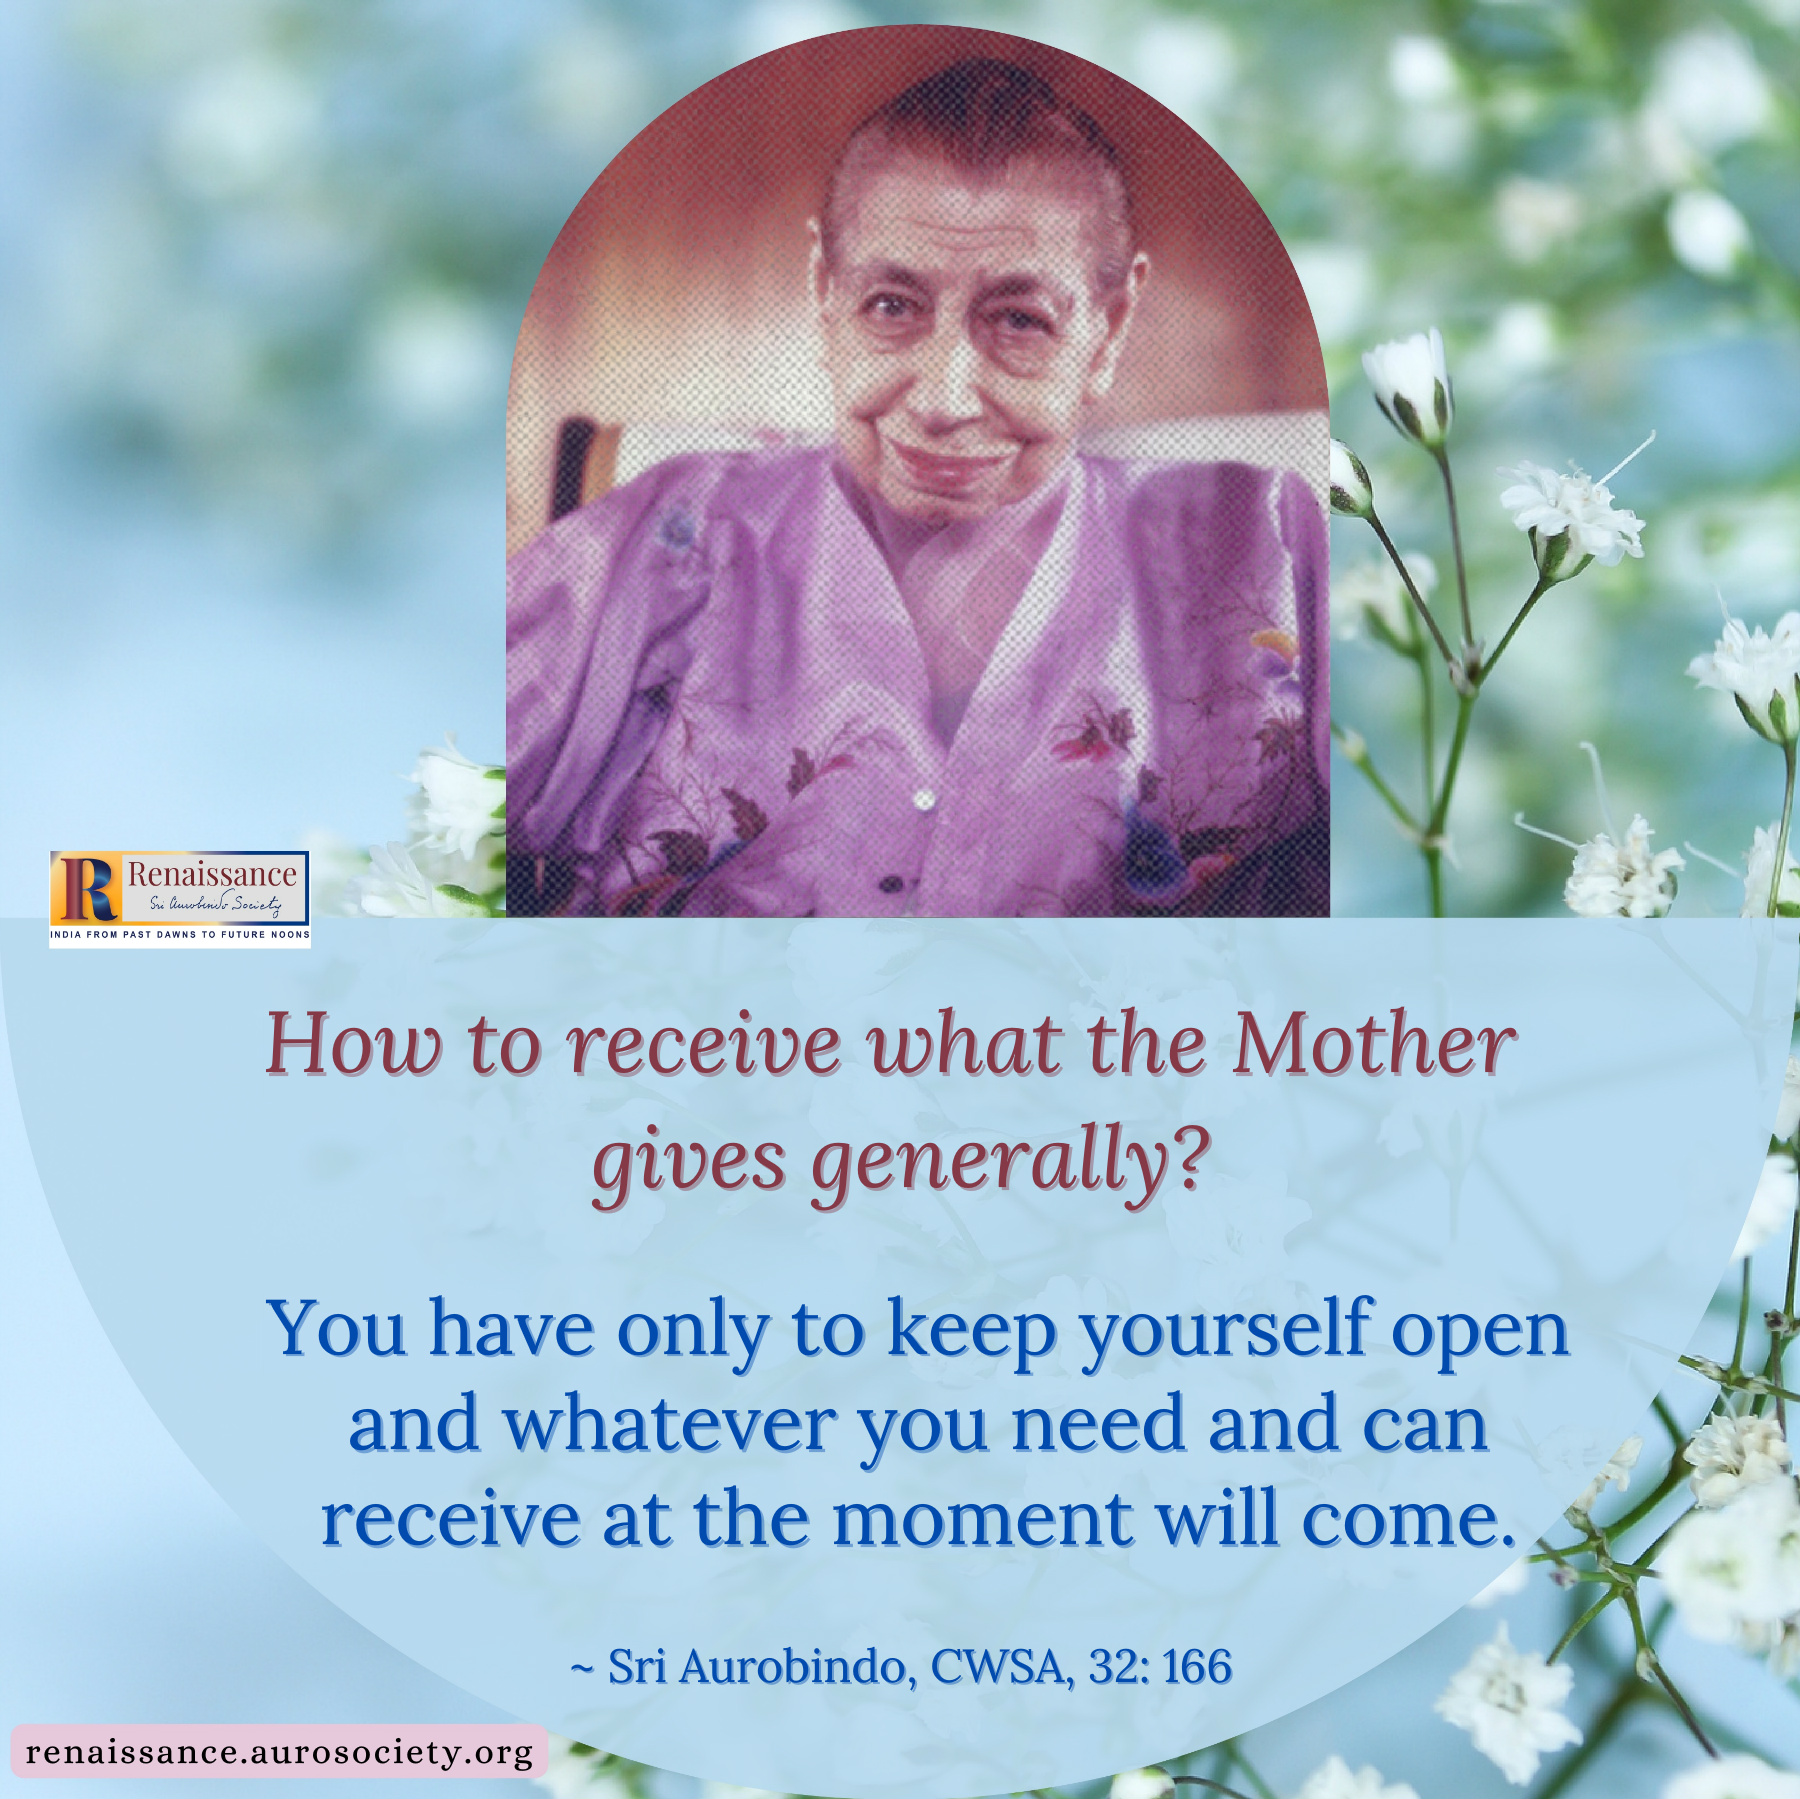 Renaissance
Sri Aurobindo Society
INDIA FROM PAST DAWNS TO FUTURE NOONS
How to receive what the Mother
gives generally?
You have only to keep yourself open
and whatever you need and can
receive at the moment will come.
~ Sri Aurobindo, CWSA, 32: 166
renaissance.aurosociety.org